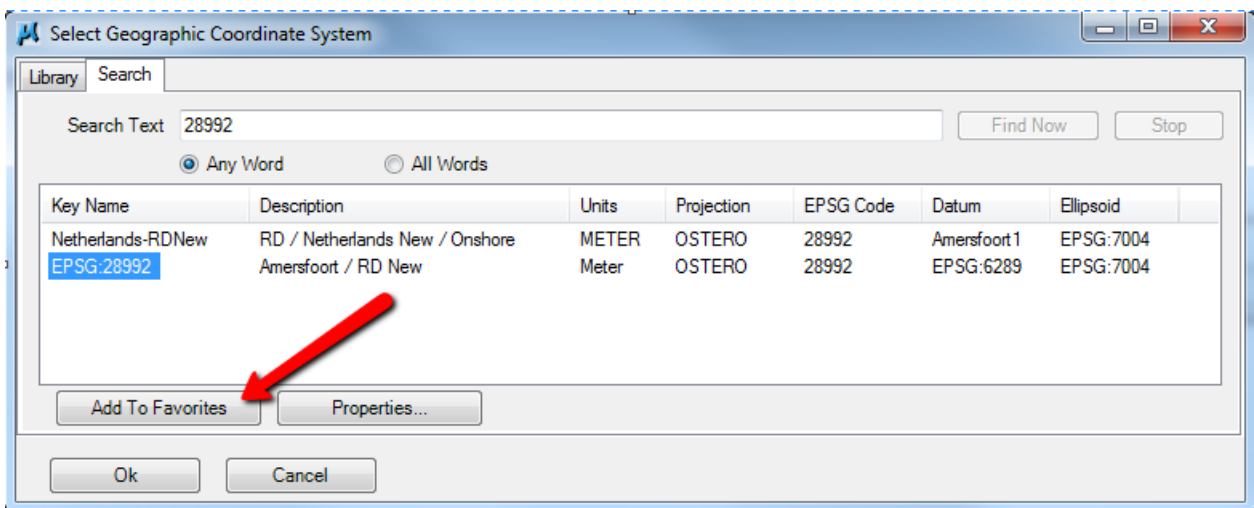 Select Geographic Coordinate System
Library Search
Search Text 28992 Find Now Stop
Any Word All Words
Key Name Description Units Projection EPSG Code Datum Ellipsoid
Netherlands-RDNew RD / Netherlands New / Onshore METER OSTERO 28992 Amersfoort1 EPSG:7004
EPSG:28992 Amersfoort / RD New Meter OSTERO 28992 EPSG:6289 EPSG:7004
Add To Favorites Properties...
Ok Cancel